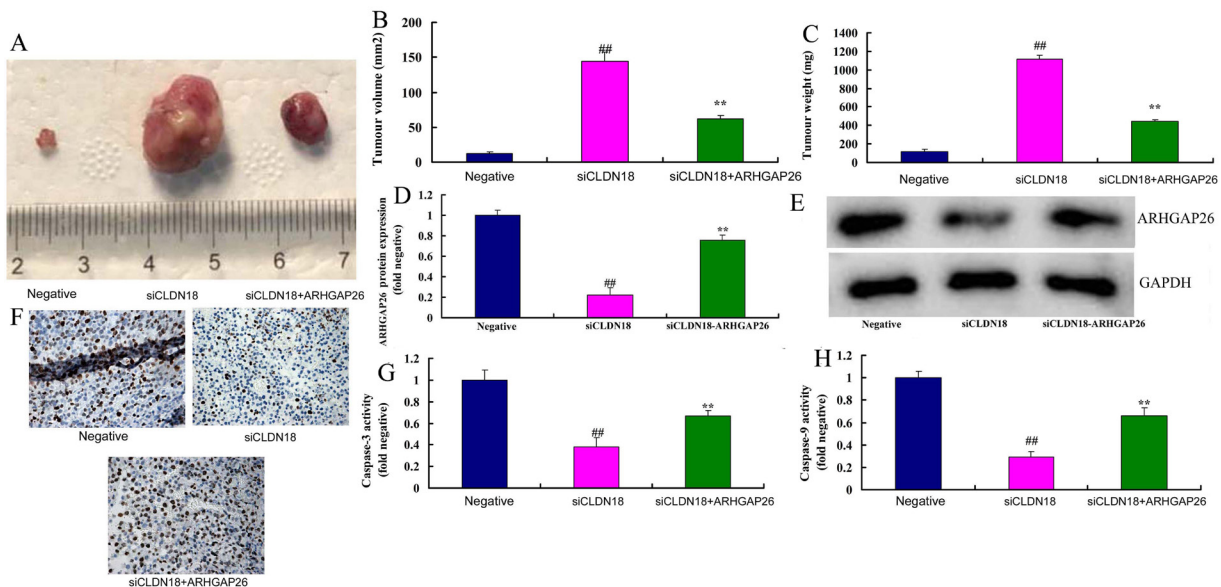 A
2 3 4 5 6 7
Negative siCLDN18 siCLDN18+ARHGAP26
B
Tumour volume (mm2)
200
150
100
50
0
##
**
Negative siCLDN18 siCLDN18+ARHGAP26
C
Tumour weight (mg)
1400
1200
1000
800
600
400
200
0
##
**
Negative siCLDN18 siCLDN18+ARHGAP26
D
ARHGAP26 protein expression
(fold negative)
1.2
1
0.8
0.6
0.4
0.2
0
##
**
Negative siCLDN18 siCLDN18-ARHGAP26
E
ARHGAP26
GAPDH
Negative siCLDN18 siCLDN18-ARHGAP26
F
Negative siCLDN18
siCLDN18+ARHGAP26
G
Caspase-3 activity
(fold negative)
1.2
1
0.8
0.6
0.4
0.2
0
##
**
Negative siCLDN18 siCLDN18+ARHGAP26
H
Caspase-9 activity
(fold negative)
1.2
1
0.8
0.6
0.4
0.2
0
##
**
Negative siCLDN18 siCLDN18+ARHGAP26